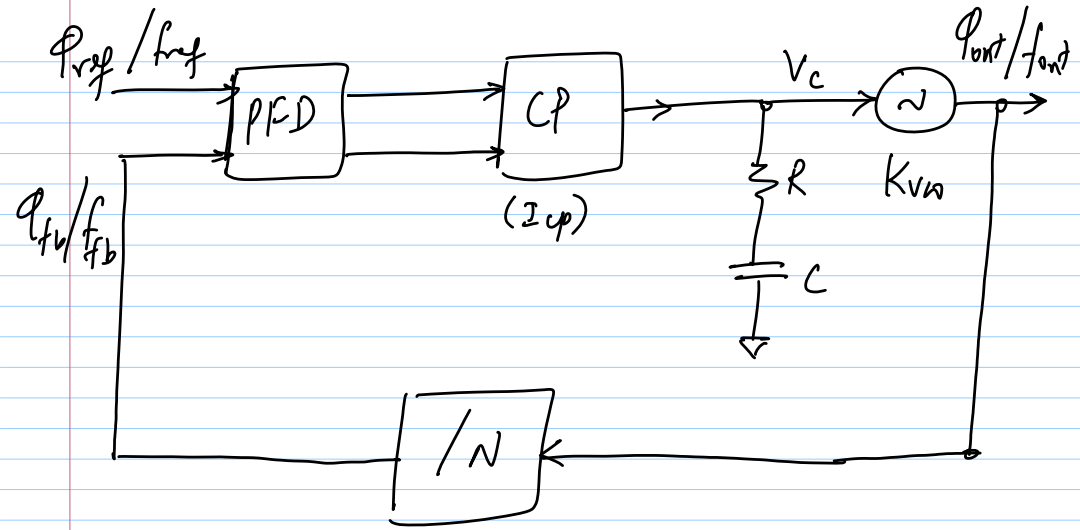 φref/fref
φout/fout
Vc
PFD
CP
~
R
Kvco
φfb/ffb
(Icp)
C
/N